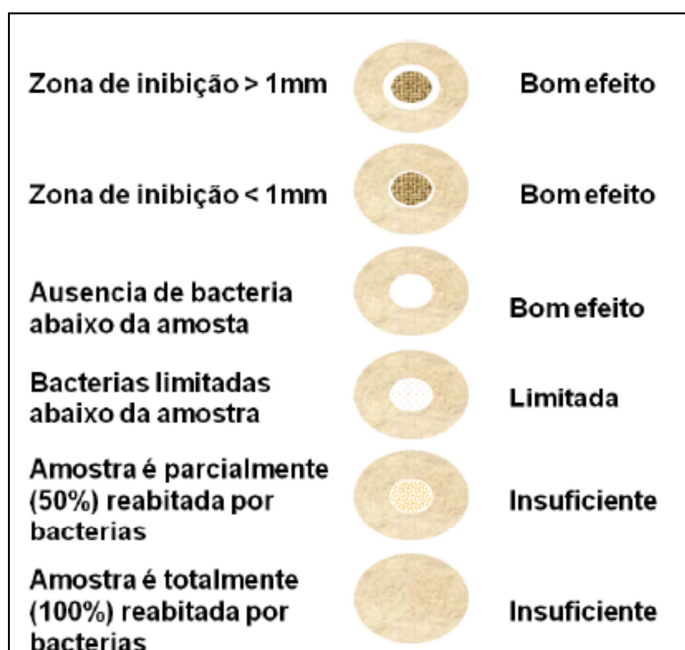 Zona de inibição > 1mm
Bom efeito
Zona de inibição < 1mm
Bom efeito
Ausencia de bacteria
abaixo da amosta
Bom efeito
Bacterias limitadas
abaixo da amostra
Limitada
Amostra é parcialmente
(50%) reabitada por
bacterias
Insuficiente
Amostra é totalmente
(100%) reabitada por
bacterias
Insuficiente